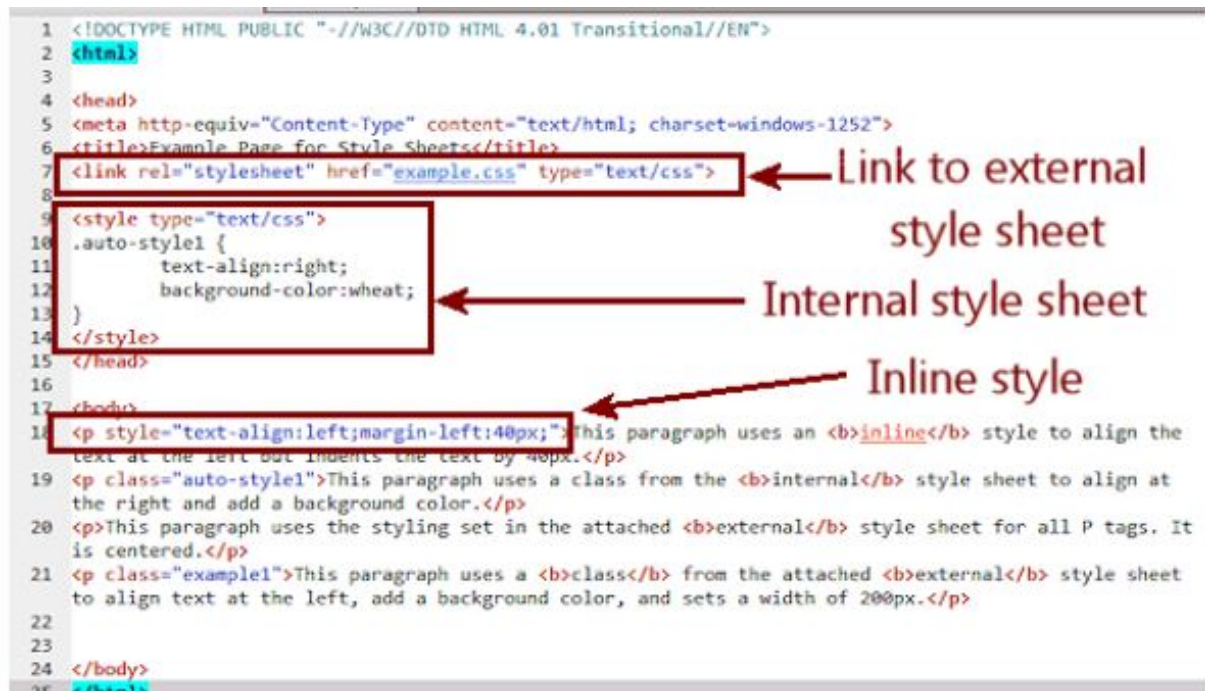 1 <!DOCTYPE HTML PUBLIC "-//W3C//DTD HTML 4.01 Transitional//EN">
2 <html>
3
4 <head>
5 <meta http-equiv="Content-Type" content="text/html; charset=windows-1252">
6 <title>Example Page for Style Sheets</title>
7 <link rel="stylesheet" href="example.css" type="text/css">
Link to external
style sheet
8
9 <style type="text/css">
10 .auto-style1 {
11 text-align:right;
12 background-color:wheat;
Internal style sheet
13 }
14 </style>
15 </head>
16
Inline style
17 <body>
18 <p style="text-align:left;margin-left:40px;">This paragraph uses an <b>inline</b> style to align the
text at the left but indents the text by 40px.</p>
19 <p class="auto-style1">This paragraph uses a class from the <b>internal</b> style sheet to align at
the right and add a background color.</p>
20 <p>This paragraph uses the styling set in the attached <b>external</b> style sheet for all P tags. It
is centered.</p>
21 <p class="example1">This paragraph uses a <b>class</b> from the attached <b>external</b> style sheet
to align text at the left, add a background color, and sets a width of 200px.</p>
22
23
24 </body>
25 </html>